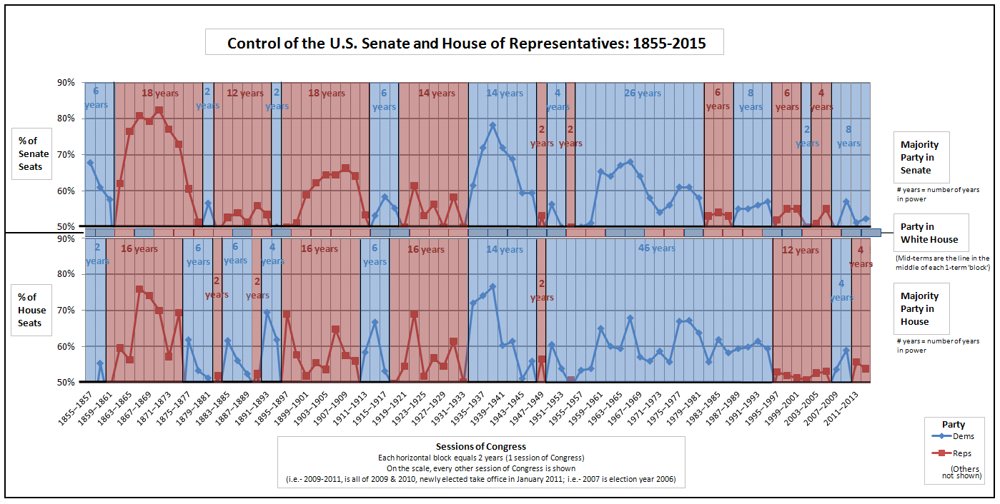 Control of the U.S. Senate and House of Representatives: 1855-2015
90%
80%
70%
60%
50%
% of
Senate
Seats
6
years
18 years
2
years
12 years
2
years
18 years
6
years
14 years
14 years
2
years
4
years
2
years
26 years
6
years
8
years
6
years
2
years
4
years
8
years
Majority
Party in
Senate
# years = number of years
in power
Party in
White House
(Mid-terms are the line in the
middle of each 1-term 'block')
90%
80%
70%
60%
50%
% of
House
Seats
2
years
16 years
6
years
2
years
6
years
2
years
4
years
16 years
6
years
16 years
14 years
2
years
46 years
12 years
4
years
4
years
Majority
Party in
House
# years = number of years
in power
1855–1857
1859–1861
1863–1865
1867–1869
1871–1873
1875–1877
1879–1881
1883–1885
1887–1889
1891–1893
1895–1897
1899–1901
1903–1905
1907–1909
1911–1913
1915–1917
1919–1921
1923–1925
1927–1929
1931–1933
1935–1937
1939–1941
1943–1945
1947–1949
1951–1953
1955–1957
1959–1961
1963–1965
1967–1969
1971–1973
1975–1977
1979–1981
1983–1985
1987–1989
1991–1993
1995–1997
1999–2001
2003–2005
2007–2009
2011–2013
Sessions of Congress
Each horizontal block equals 2 years (1 session of Congress)
On the scale, every other session of Congress is shown
(i.e.- 2009-2011, is all of 2009 & 2010, newly elected take office in January 2011; i.e.- 2007 is election year 2006)
Party
Dems
Reps
(Others
not shown)